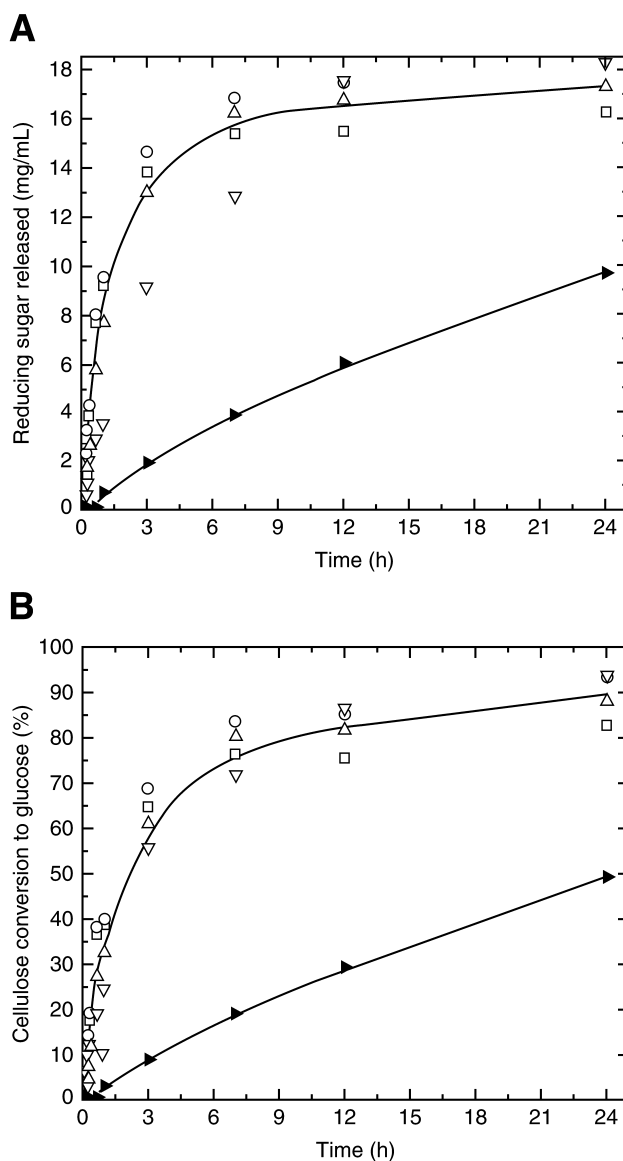 A
18
16
14
12
10
8
6
4
2
0
Reducing sugar released (mg/mL)
0 3 6 9 12 15 18 21 24
Time (h)
B
100
90
80
70
60
50
40
30
20
10
0
Cellulose conversion to glucose (%)
0 3 6 9 12 15 18 21 24
Time (h)